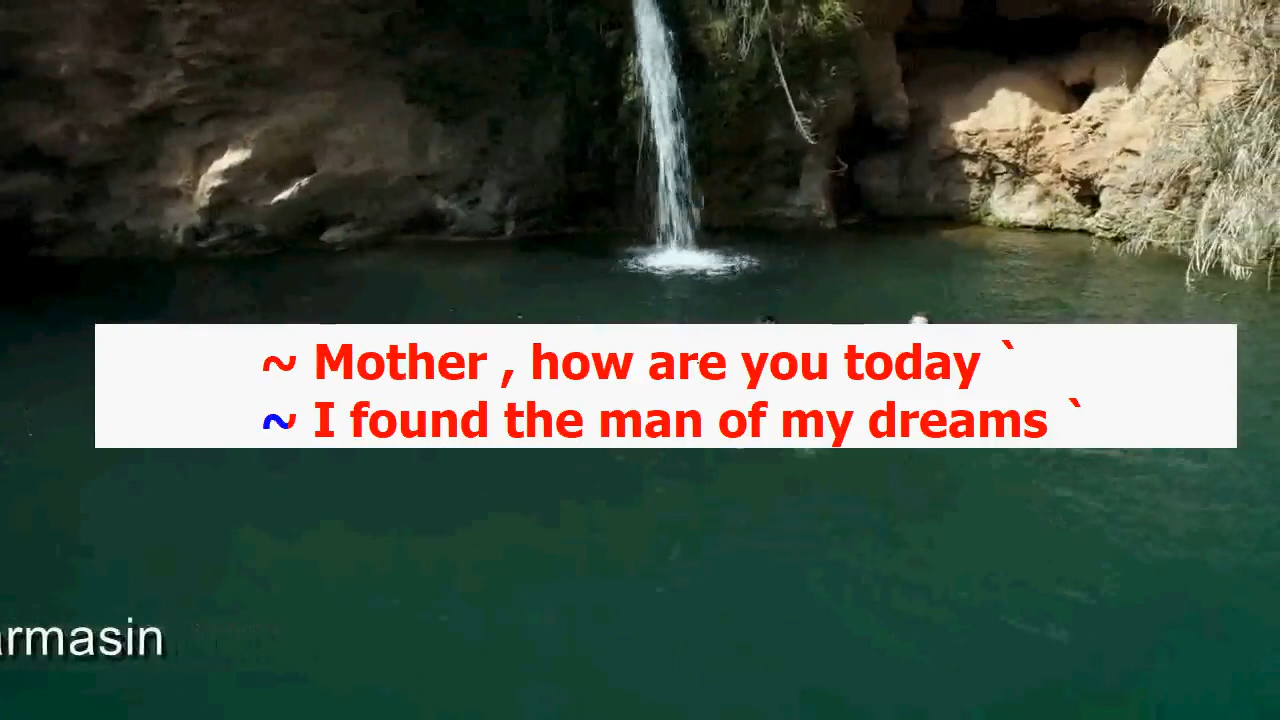 ~ Mother , how are you today `
~ I found the man of my dreams `
armasin